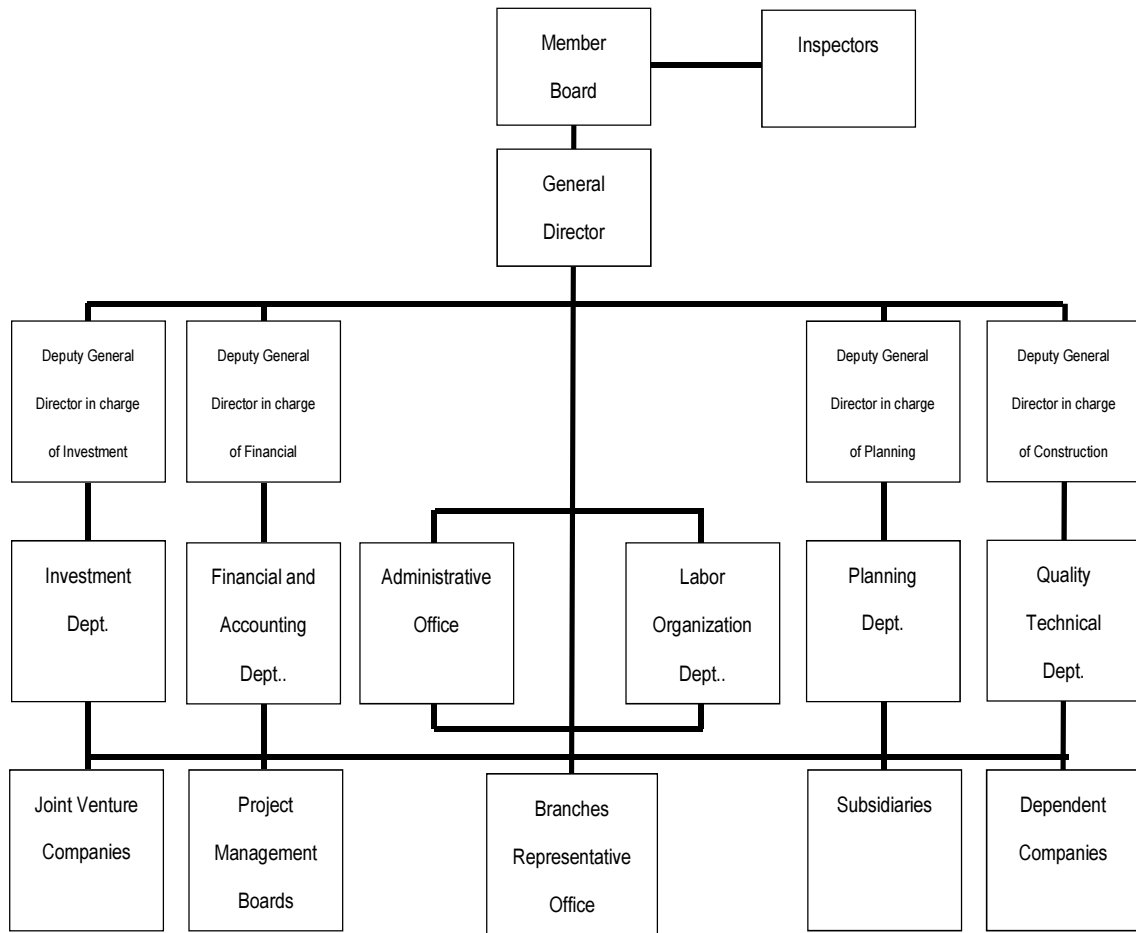 Member
Board
Inspectors
General
Director
Deputy General
Director in charge
of Investment
Deputy General
Director in charge
of Financial
Deputy General
Director in charge
of Planning
Deputy General
Director in charge
of Construction
Investment
Dept.
Financial and
Accounting
Dept..
Administrative
Office
Labor
Organization
Dept..
Planning
Dept.
Quality
Technical
Dept.
Joint Venture
Companies
Project
Management
Boards
Branches
Representative
Office
Subsidiaries
Dependent
Companies